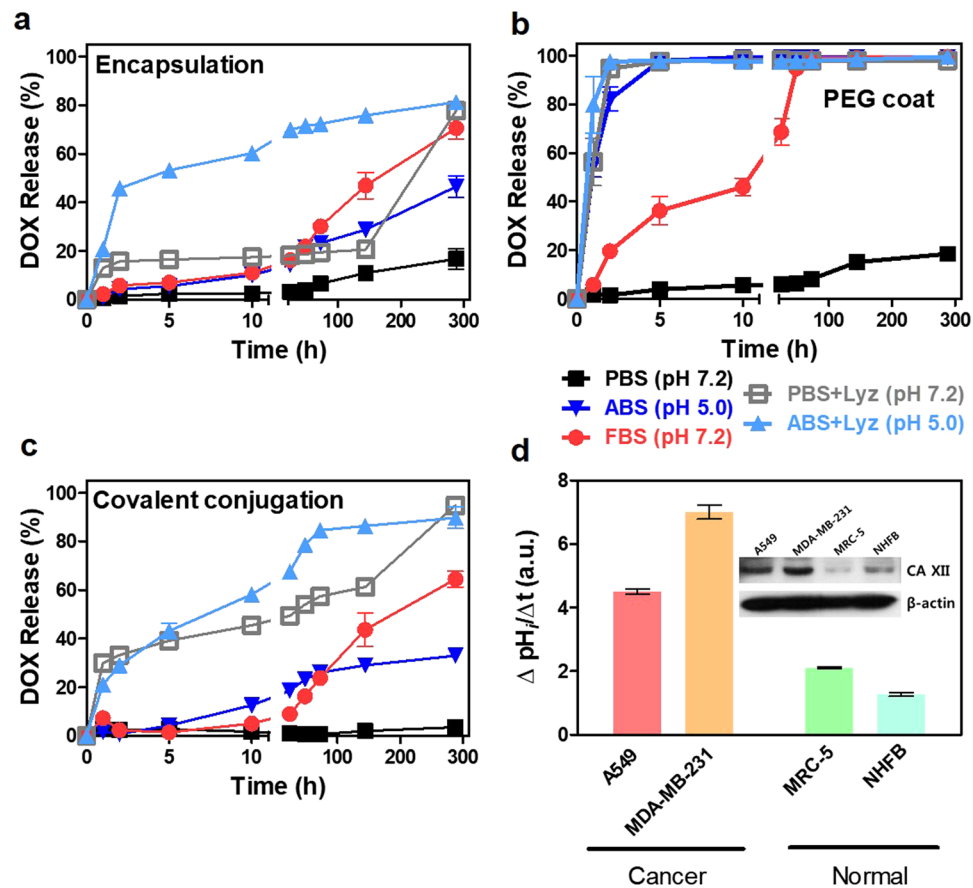 a
Encapsulation
DOX Release (%)
100
80
60
40
20
0
0 5 10 100 200 300
Time (h)
b
PEG coat
DOX Release (%)
100
80
60
40
20
0
0 5 10 100 200 300
Time (h)
PBS (pH 7.2)
ABS (pH 5.0)
FBS (pH 7.2)
PBS+Lyz (pH 7.2)
ABS+Lyz (pH 5.0)
c
Covalent conjugation
DOX Release (%)
100
80
60
40
20
0
0 5 10 100 200 300
Time (h)
d
Δ pHi/Δt (a.u.)
8
6
4
2
0
A549 MDA-MB-231 MRC-5 NHFB
CA XII
β-actin
A549 MDA-MB-231 MRC-5 NHFB
Cancer Normal